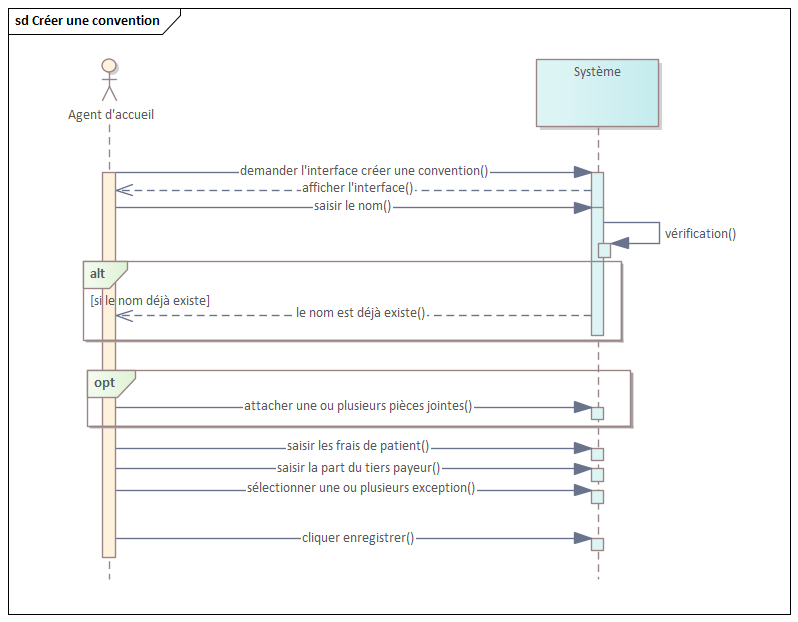 sd Créer une convention
Agent d'accueil
Système
demander l'interface créer une convention()
afficher l'interface()
saisir le nom()
vérification()
alt
[si le nom déjà existe]
le nom est déjà existe()
opt
attacher une ou plusieurs pièces jointes()
saisir les frais de patient()
saisir la part du tiers payeur()
sélectionner une ou plusieurs exception()
cliquer enregistrer()